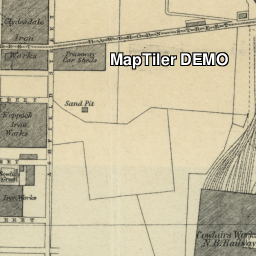 Clydesdale
Iron
Works
Tramway
Car Sheds
MapTiler DEMO
Sand Pit
Keppoch
Iron
Works
Iron Works
Cowlairs Works
N.B. Railway